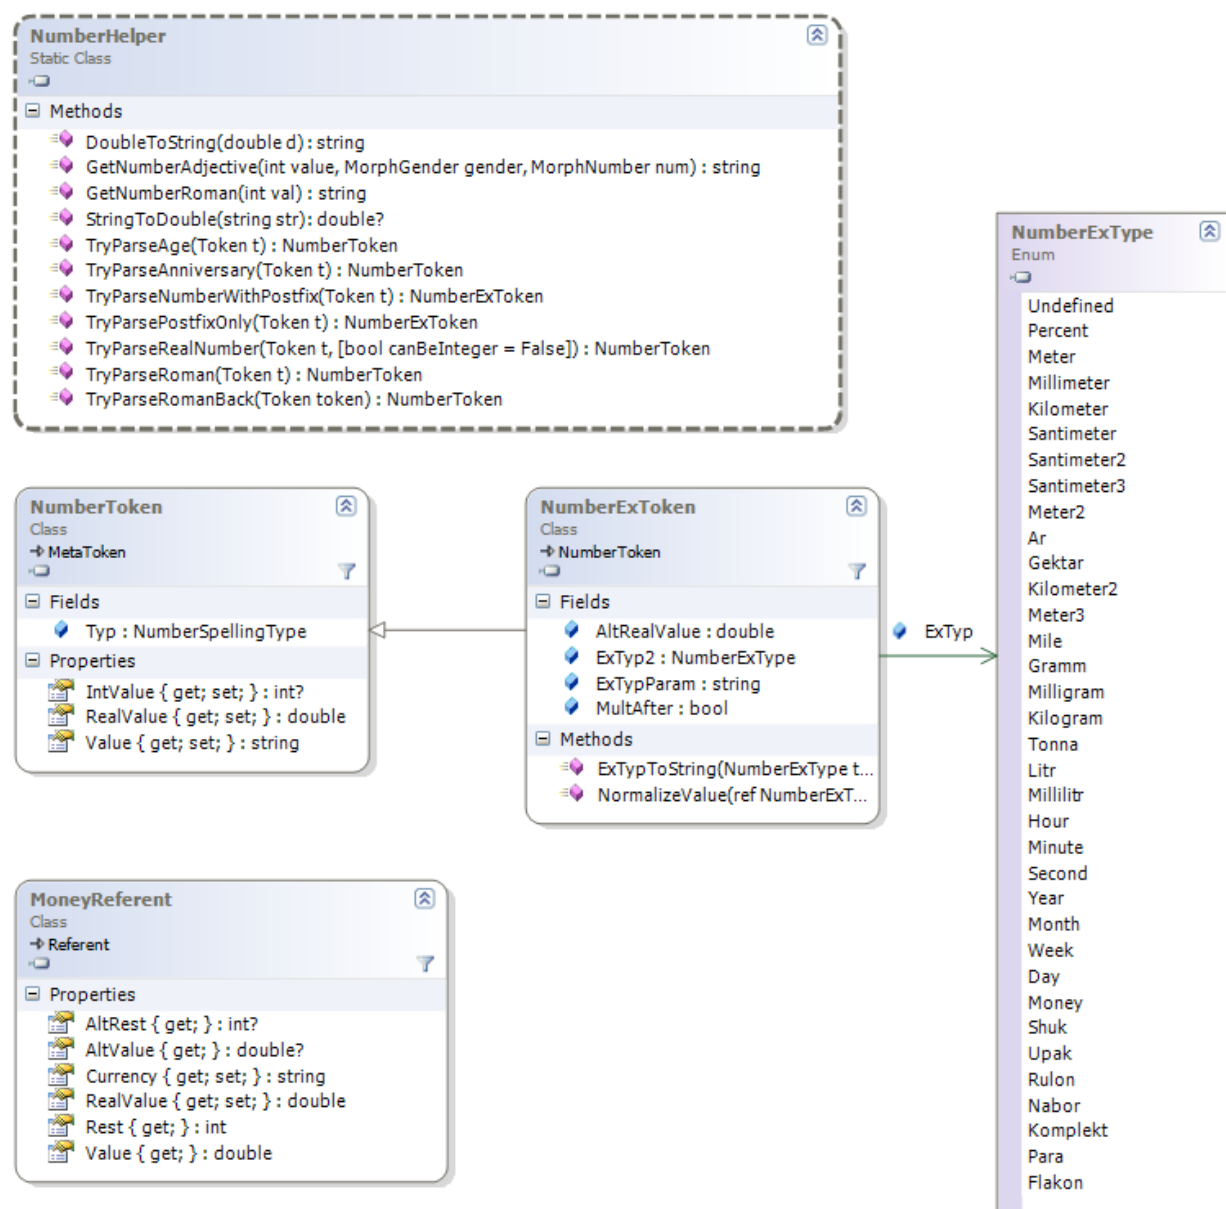 NumberHelper
Static Class
Methods
DoubleToString(double d) : string
GetNumberAdjective(int value, MorphGender gender, MorphNumber num) : string
GetNumberRoman(int val) : string
StringToDouble(string str): double?
TryParseAge(Token t) : NumberToken
TryParseAnniversary(Token t) : NumberToken
TryParseNumberWithPostfix(Token t) : NumberExToken
TryParsePostfixOnly(Token t) : NumberExToken
TryParseRealNumber(Token t, [bool canBeInteger = False]) : NumberToken
TryParseRoman(Token t) : NumberToken
TryParseRomanBack(Token token) : NumberToken
NumberToken
Class
MetaToken
Fields
Typ : NumberSpellingType
Properties
IntValue { get; set; } : int?
RealValue { get; set; } : double
Value { get; set; } : string
NumberExToken
Class
NumberToken
Fields
AltRealValue : double
ExTyp2 : NumberExType
ExTypParam : string
MultAfter : bool
Methods
ExTypToString(NumberExType t...
NormalizeValue(ref NumberExT...
ExTyp
NumberExType
Enum
Undefined
Percent
Meter
Millimeter
Kilometer
Santimeter
Santimeter2
Santimeter3
Meter2
Ar
Gektar
Kilometer2
Meter3
Mile
Gramm
Milligram
Kilogram
Tonna
Litr
Millilitr
Hour
Minute
Second
Year
Month
Week
Day
Money
Shuk
Upak
Rulon
Nabor
Komplekt
Para
Flakon
MoneyReferent
Class
Referent
Properties
AltRest { get; } : int?
AltValue { get; } : double?
Currency { get; set; } : string
RealValue { get; set; } : double
Rest { get; } : int
Value { get; } : double